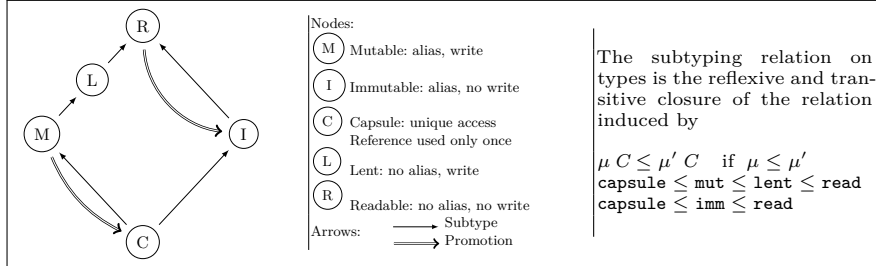 R
L
M
I
C
Nodes:
M Mutable: alias, write
I Immutable: alias, no write
C Capsule: unique access
Reference used only once
L Lent: no alias, write
R Readable: no alias, no write
Arrows: Subtype
Promotion
The subtyping relation on
types is the reflexive and tran-
sitive closure of the relation
induced by
μ C ≤ μ′ C if μ ≤ μ′
capsule ≤ mut ≤ lent ≤ read
capsule ≤ imm ≤ read